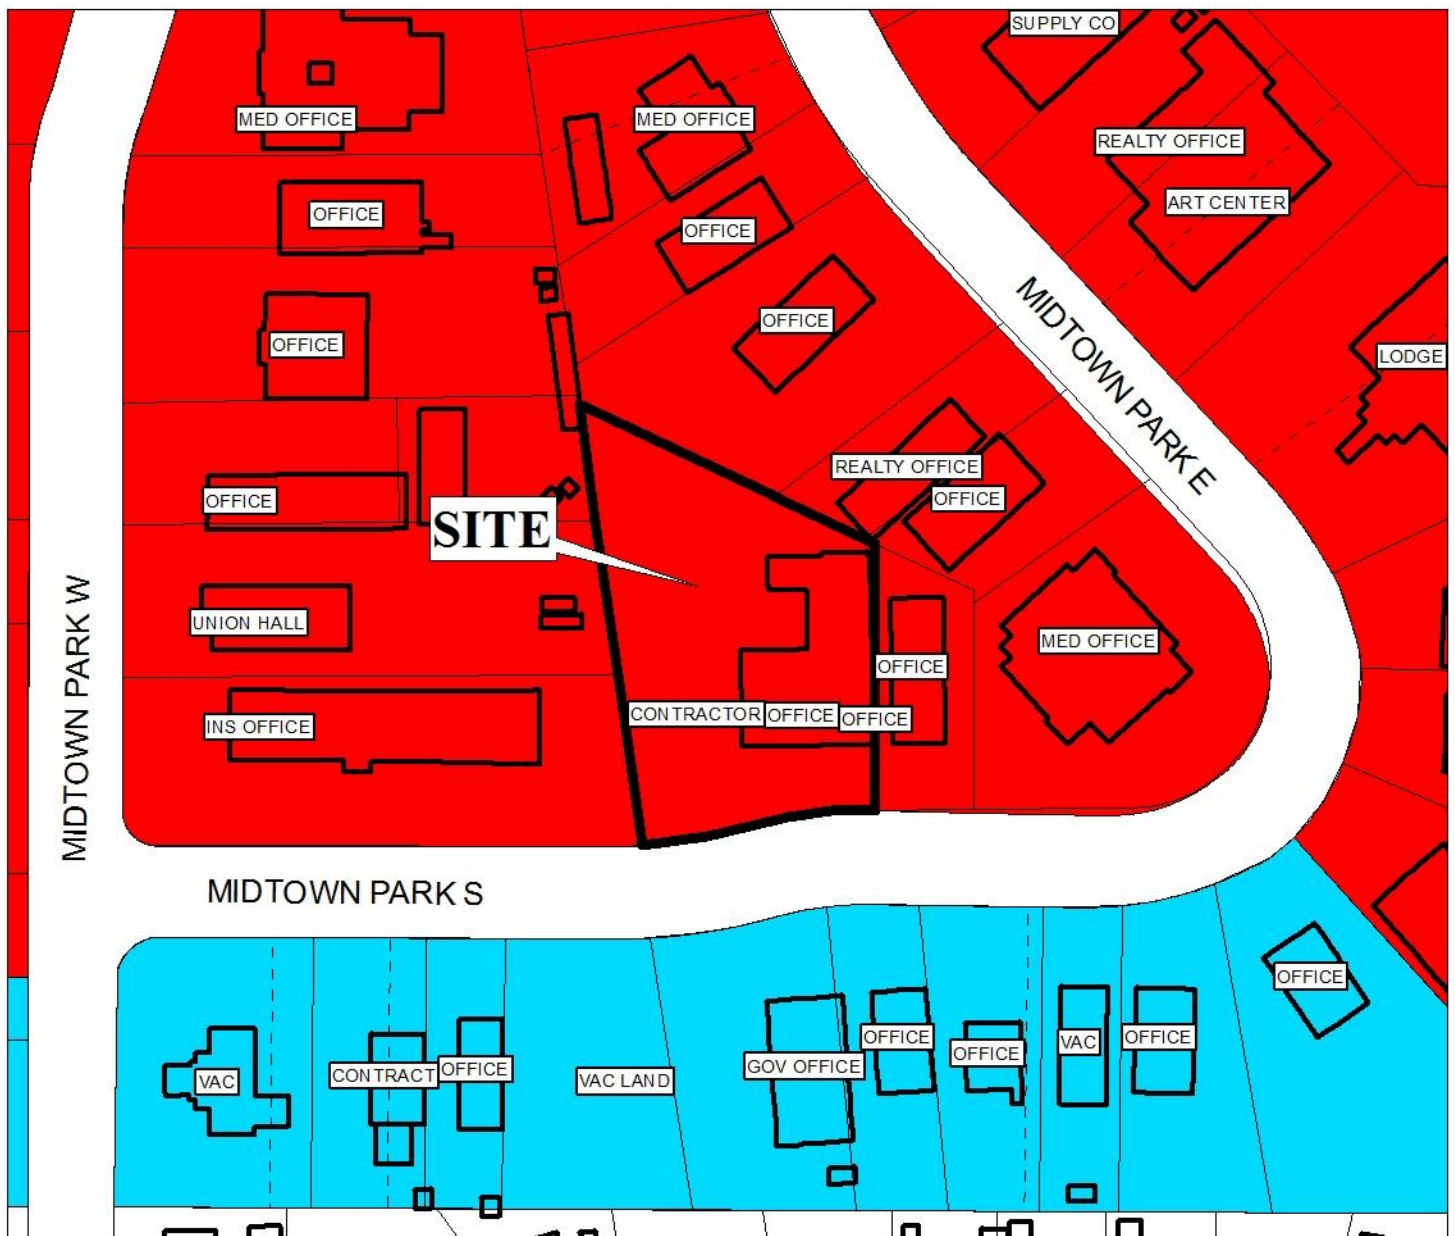 SUPPLY CO
MED OFFICE
MED OFFICE
REALTY OFFICE
ART CENTER
OFFICE
OFFICE
OFFICE
OFFICE
LODGE
MIDTOWN PARK E
REALTY OFFICE
OFFICE
OFFICE
SITE
UNION HALL
MED OFFICE
OFFICE
CONTRACTOR OFFICE OFFICE
INS OFFICE
MIDTOWN PARK W
MIDTOWN PARK S
OFFICE
OFFICE
OFFICE
VAC
OFFICE
GOV OFFICE
OFFICE
CONTRACT
VAC
VAC LAND